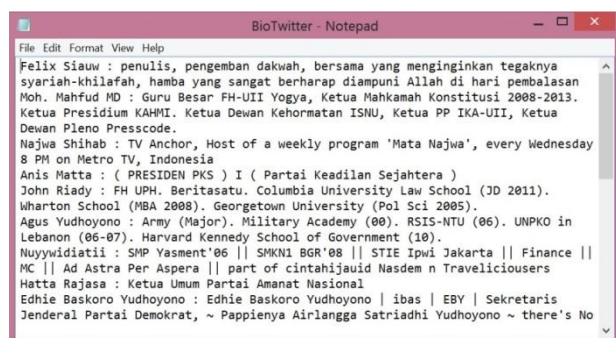 BioTwitter - Notepad
File Edit Format View Help
Felix Siauw : penulis, pengemban dakwah, bersama yang menginginkan tegaknya
syariah-khilafah, hamba yang sangat berharap diampuni Allah di hari pembalasan
Moh. Mahfud MD : Guru Besar FH-UII Yogya, Ketua Mahkamah Konstitusi 2008-2013.
Ketua Presidium KAHMI. Ketua Dewan Kehormatan ISNU, Ketua PP IKA-UII, Ketua
Dewan Pleno Presscode.
Najwa Shihab : TV Anchor, Host of a weekly program 'Mata Najwa', every Wednesday
8 PM on Metro TV, Indonesia
Anis Matta : ( PRESIDEN PKS ) I ( Partai Keadilan Sejahtera )
John Riady : FH UPH. Beritasatu. Columbia University Law School (JD 2011).
Wharton School (MBA 2008). Georgetown University (Pol Sci 2005).
Agus Yudhoyono : Army (Major). Military Academy (00). RSIS-NTU (06). UNPKO in
Lebanon (06-07). Harvard Kennedy School of Government (10).
Nuyywidiatii : SMP Yasment'06 || SMKN1 BGR'08 || STIE Ipwi Jakarta || Finance ||
MC || Ad Astra Per Aspera || part of cintahijauid Nasdem n Traveliciousers
Hatta Rajasa : Ketua Umum Partai Amanat Nasional
Edhie Baskoro Yudhoyono : Edhie Baskoro Yudhoyono | ibas | EBY | Sekretaris
Jenderal Partai Demokrat, ~ Pappienya Airlangga Satriadhi Yudhoyono ~ there's No